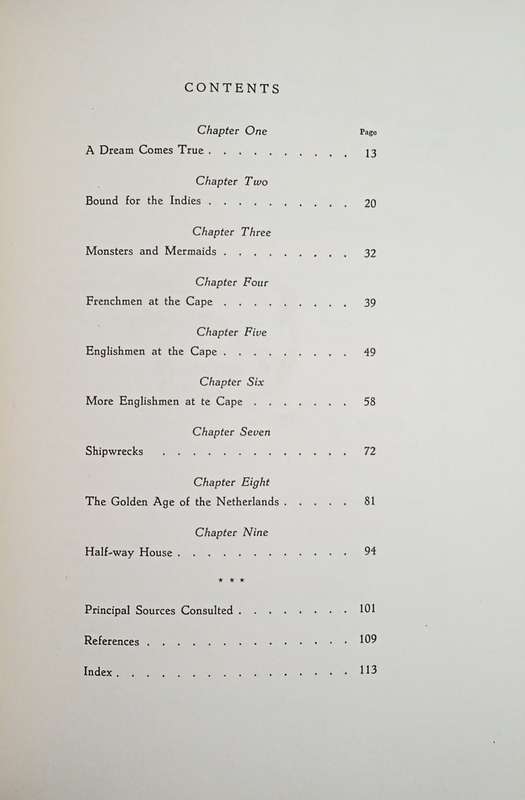 CONTENTS
Chapter One Page
A Dream Comes True . . . . . . . . . . 13
Chapter Two
Bound for the Indies . . . . . . . . . . 20
Chapter Three
Monsters and Mermaids . . . . . . . . . 32
Chapter Four
Frenchmen at the Cape . . . . . . . . . 39
Chapter Five
Englishmen at the Cape . . . . . . . . . 49
Chapter Six
More Englishmen at te Cape . . . . . . . 58
Chapter Seven
Shipwrecks . . . . . . . . . . . . . 72
Chapter Eight
The Golden Age of the Netherlands . . . . . 81
Chapter Nine
Half-way House . . . . . . . . . . . . 94
* * *
Principal Sources Consulted . . . . . . . . 101
References . . . . . . . . . . . . . . 109
Index . . . . . . . . . . . . . . . . 113